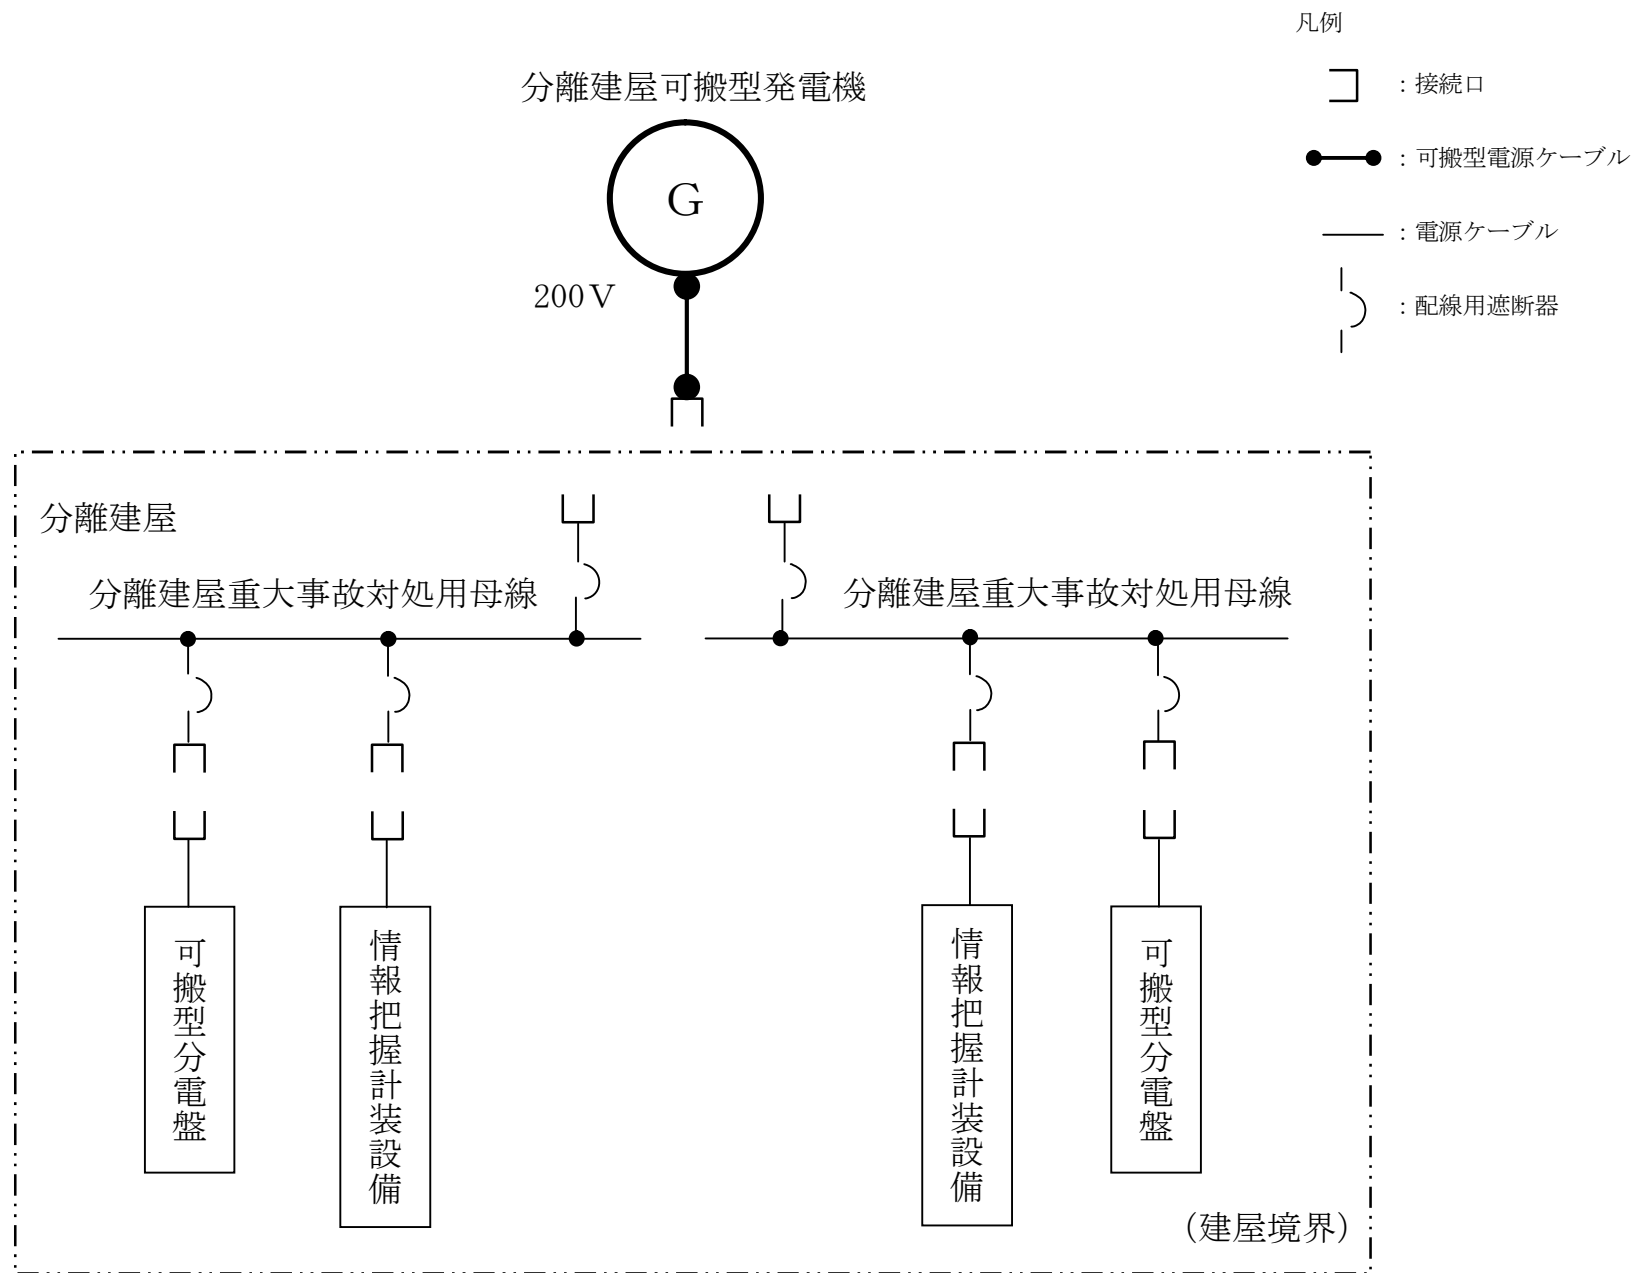 凡例
：接続口
：可搬型電源ケーブル
：電源ケーブル
：配線用遮断器
分離建屋可搬型発電機
G
200V
分離建屋
分離建屋重大事故対処用母線
分離建屋重大事故対処用母線
可搬型分電盤
情報把握計装設備
情報把握計装設備
可搬型分電盤
（建屋境界）